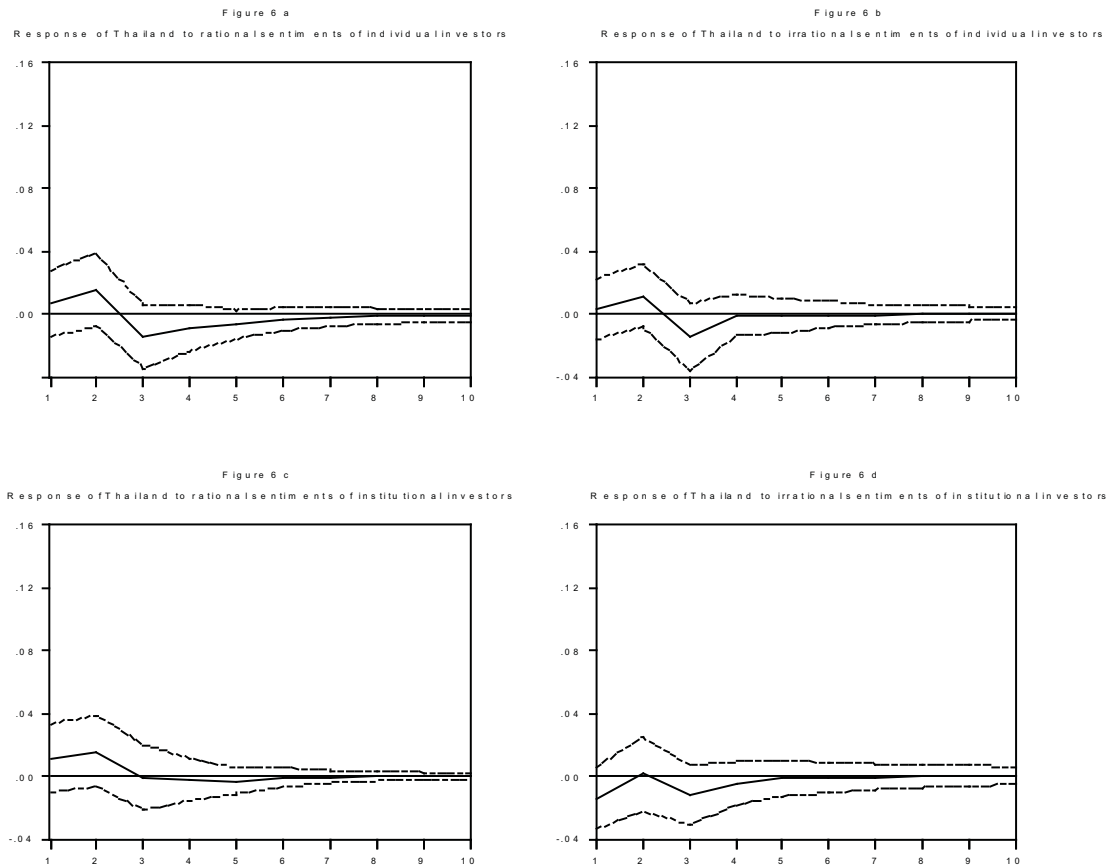 Figure 6 a
Response of Thailand to rational sentiments of individual investors
.16
.12
.08
.04
.00
1 2 3 4 5 6 7 8 9 10
Figure 6 b
Response of Thailand to irrational sentiments of individual investors
.16
.12
.08
.04
.00
-.04
1 2 3 4 5 6 7 8 9 10
Figure 6 c
Response of Thailand to rational sentiments of institutional investors
.16
.12
.08
.04
.00
-.04
1 2 3 4 5 6 7 8 9 10
Figure 6 d
Response of Thailand to irrational sentiments of institutional investors
.16
.12
.08
.04
.00
-.04
1 2 3 4 5 6 7 8 9 10